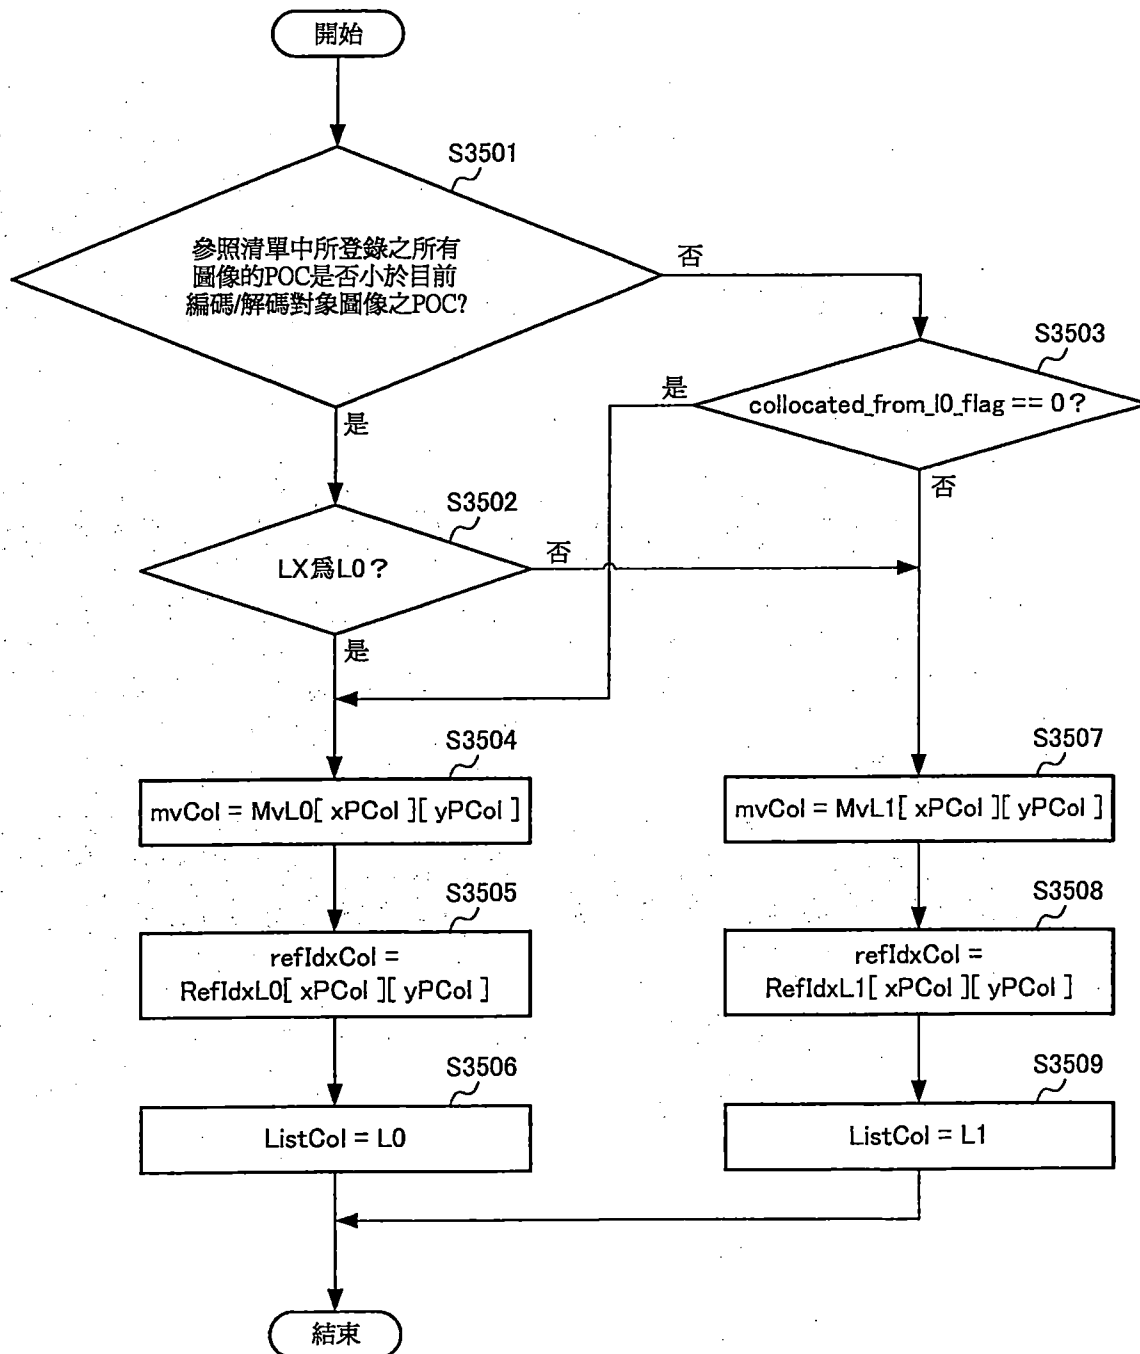 開始
S3501
參照清單中所登錄之所有
圖像的POC是否小於目前
編碼/解碼對象圖像之POC?
否
S3503
是
collocated_from_l0_flag == 0?
是
否
S3502
否
LX爲L0?
是
S3504
S3507
mvCol = MvL0[ xPCol ][ yPCol ]
mvCol = MvL1[ xPCol ][ yPCol ]
S3505
S3508
refIdxCol =
RefIdxL0[ xPCol ][ yPCol ]
refIdxCol =
RefIdxL1[ xPCol ][ yPCol ]
S3506
S3509
ListCol = L0
ListCol = L1
結束